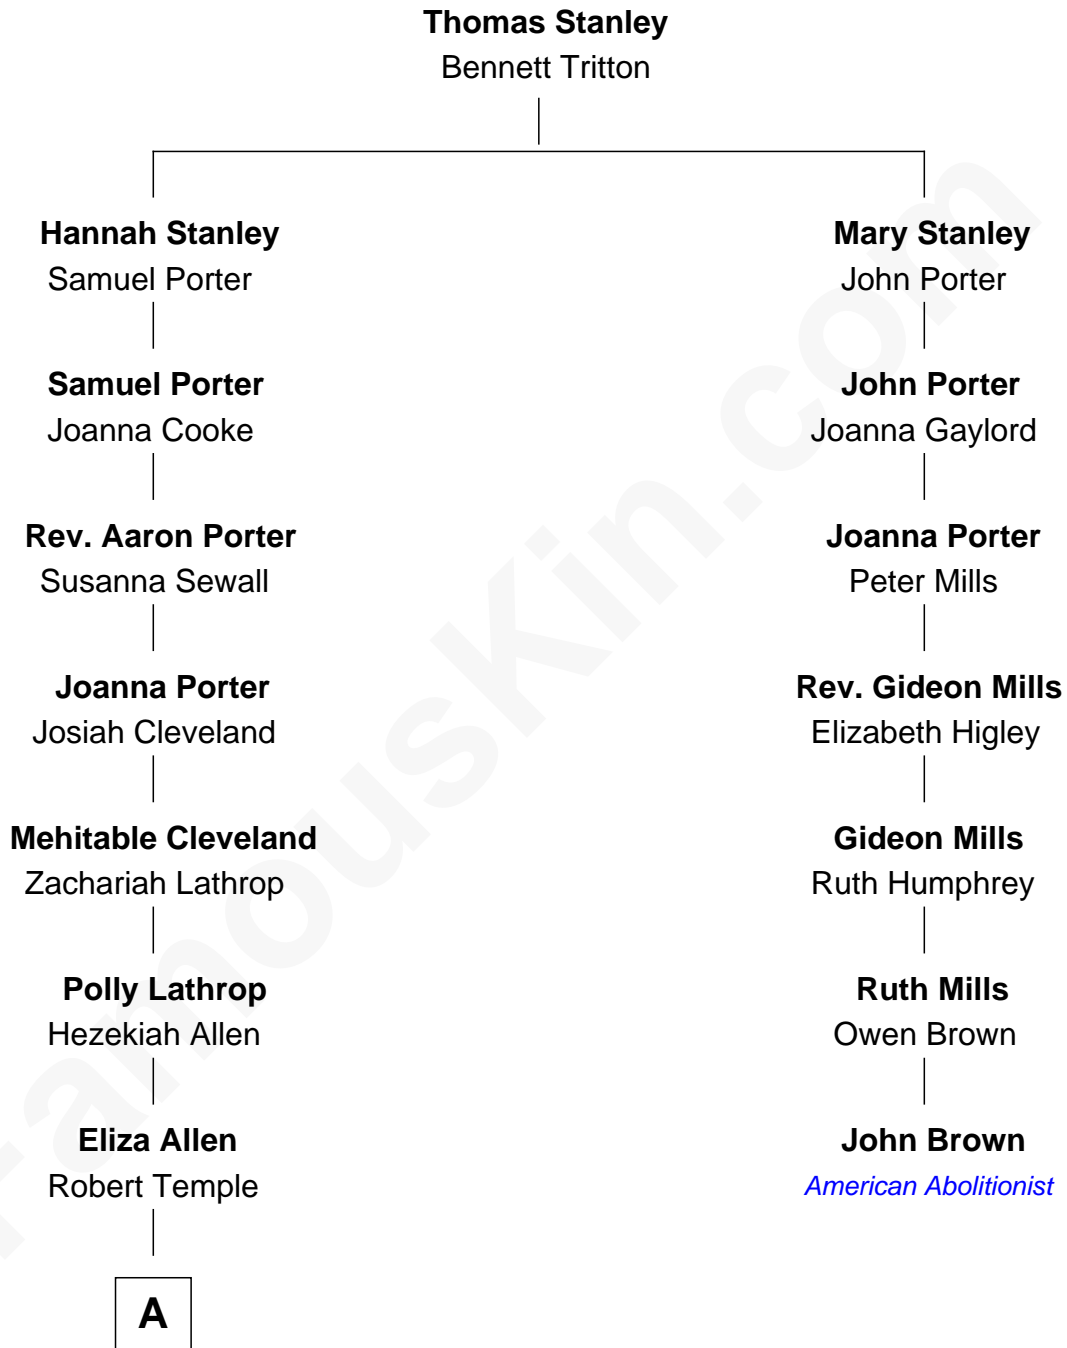 Thomas Stanley
Bennett Tritton
Hannah Stanley
Samuel Porter
Mary Stanley
John Porter
Samuel Porter
Joanna Cooke
John Porter
Joanna Gaylord
Rev. Aaron Porter
Susanna Sewall
Joanna Porter
Peter Mills
Joanna Porter
Josiah Cleveland
Rev. Gideon Mills
Elizabeth Higley
Mehitable Cleveland
Zachariah Lathrop
Gideon Mills
Ruth Humphrey
Polly Lathrop
Hezekiah Allen
Ruth Mills
Owen Brown
Eliza Allen
Robert Temple
John Brown
American Abolitionist
A
FamousKin.com